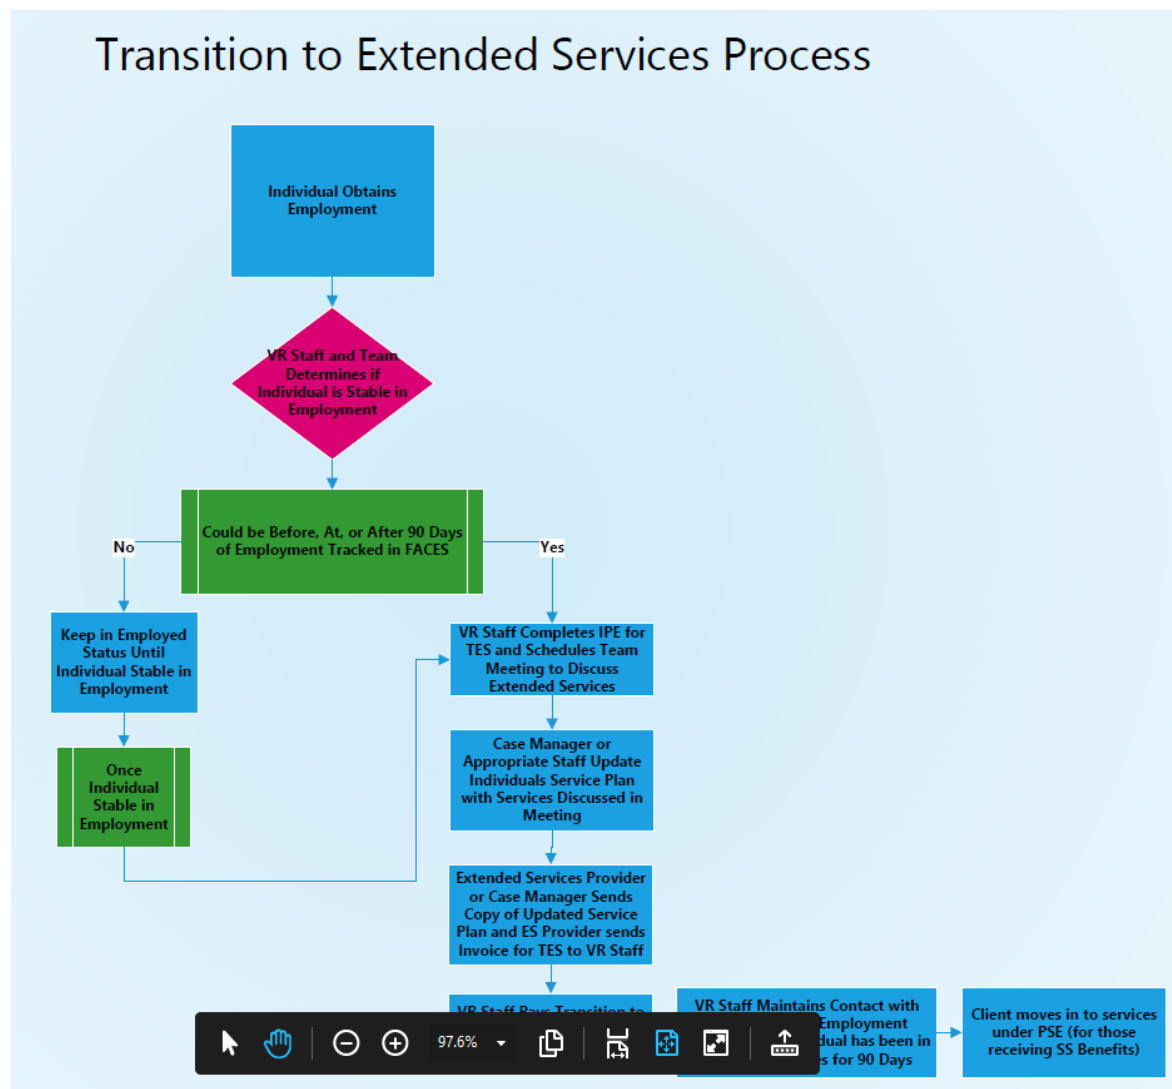 Transition to Extended Services Process
Individual Obtains
Employment
VR Staff and Team
Determines if
Individual is Stable in
Employment
Could be Before, At, or After 90 Days
of Employment Tracked in FACES
No
Yes
Keep in Employed
Status Until
Individual Stable in
Employment
Once
Individual
Stable in
Employment
VR Staff Completes IPE for
TES and Schedules Team
Meeting to Discuss
Extended Services
Case Manager or
Appropriate Staff Update
Individuals Service Plan
with Services Discussed in
Meeting
Extended Services Provider
or Case Manager Sends
Copy of Updated Service
Plan and ES Provider sends
Invoice for TES to VR Staff
VR Staff Pays Transition to
VR Staff Maintains Contact with
Employment
has been in
for 90 Days
Client moves in to services
under PSE (for those
receiving SS Benefits)
97.6%